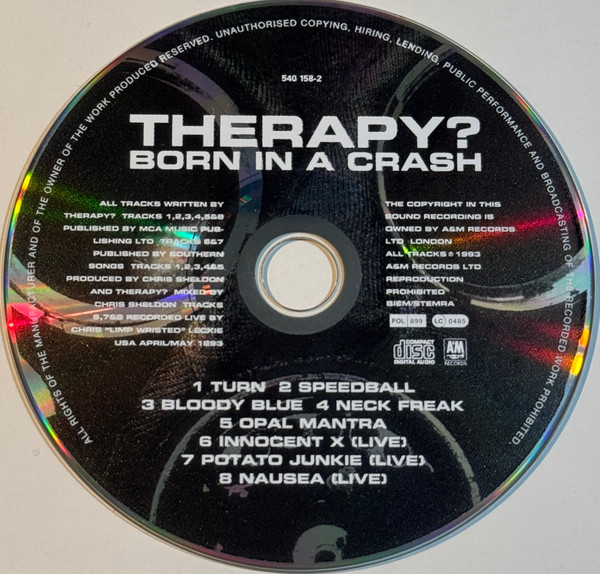 ALL RIGHTS OF THE MANUFACTURER AND OF THE OWNER OF THE WORK PRODUCED RESERVED. UNAUTHORISED COPYING, HIRING, LENDING, PUBLIC PERFORMANCE AND BROADCASTING OF THE RECORDED WORK PROHIBITED.
540 158-2
THERAPY?
BORN IN A CRASH
ALL TRACKS WRITTEN BY
THERAPY? TRACKS 1,2,3,4,5&8
PUBLISHED BY MCA MUSIC PUB-
LISHING LTD TRACKS 6&7
PUBLISHED BY SOUTHERN
SONGS TRACKS 1,2,3,4&5
PRODUCED BY CHRIS SHELDON
AND THERAPY? MIXED BY
CHRIS SHELDON TRACKS
6,7&8 RECORDED LIVE BY
CHRIS "LIMP WRISTED" LECKIE
USA APRIL/MAY 1993
THE COPYRIGHT IN THIS
SOUND RECORDING IS
OWNED BY A&M RECORDS
LTD LONDON
ALL TRACKS ℗ 1993
A&M RECORDS LTD
REPRODUCTION
PROHIBITED
BIEM/STEMRA
POL 899 LC 0485
COMPACT
disc
DIGITAL AUDIO
A&M
RECORDS
1 TURN 2 SPEEDBALL
3 BLOODY BLUE 4 NECK FREAK
5 OPAL MANTRA
6 INNOCENT X (LIVE)
7 POTATO JUNKIE (LIVE)
8 NAUSEA (LIVE)